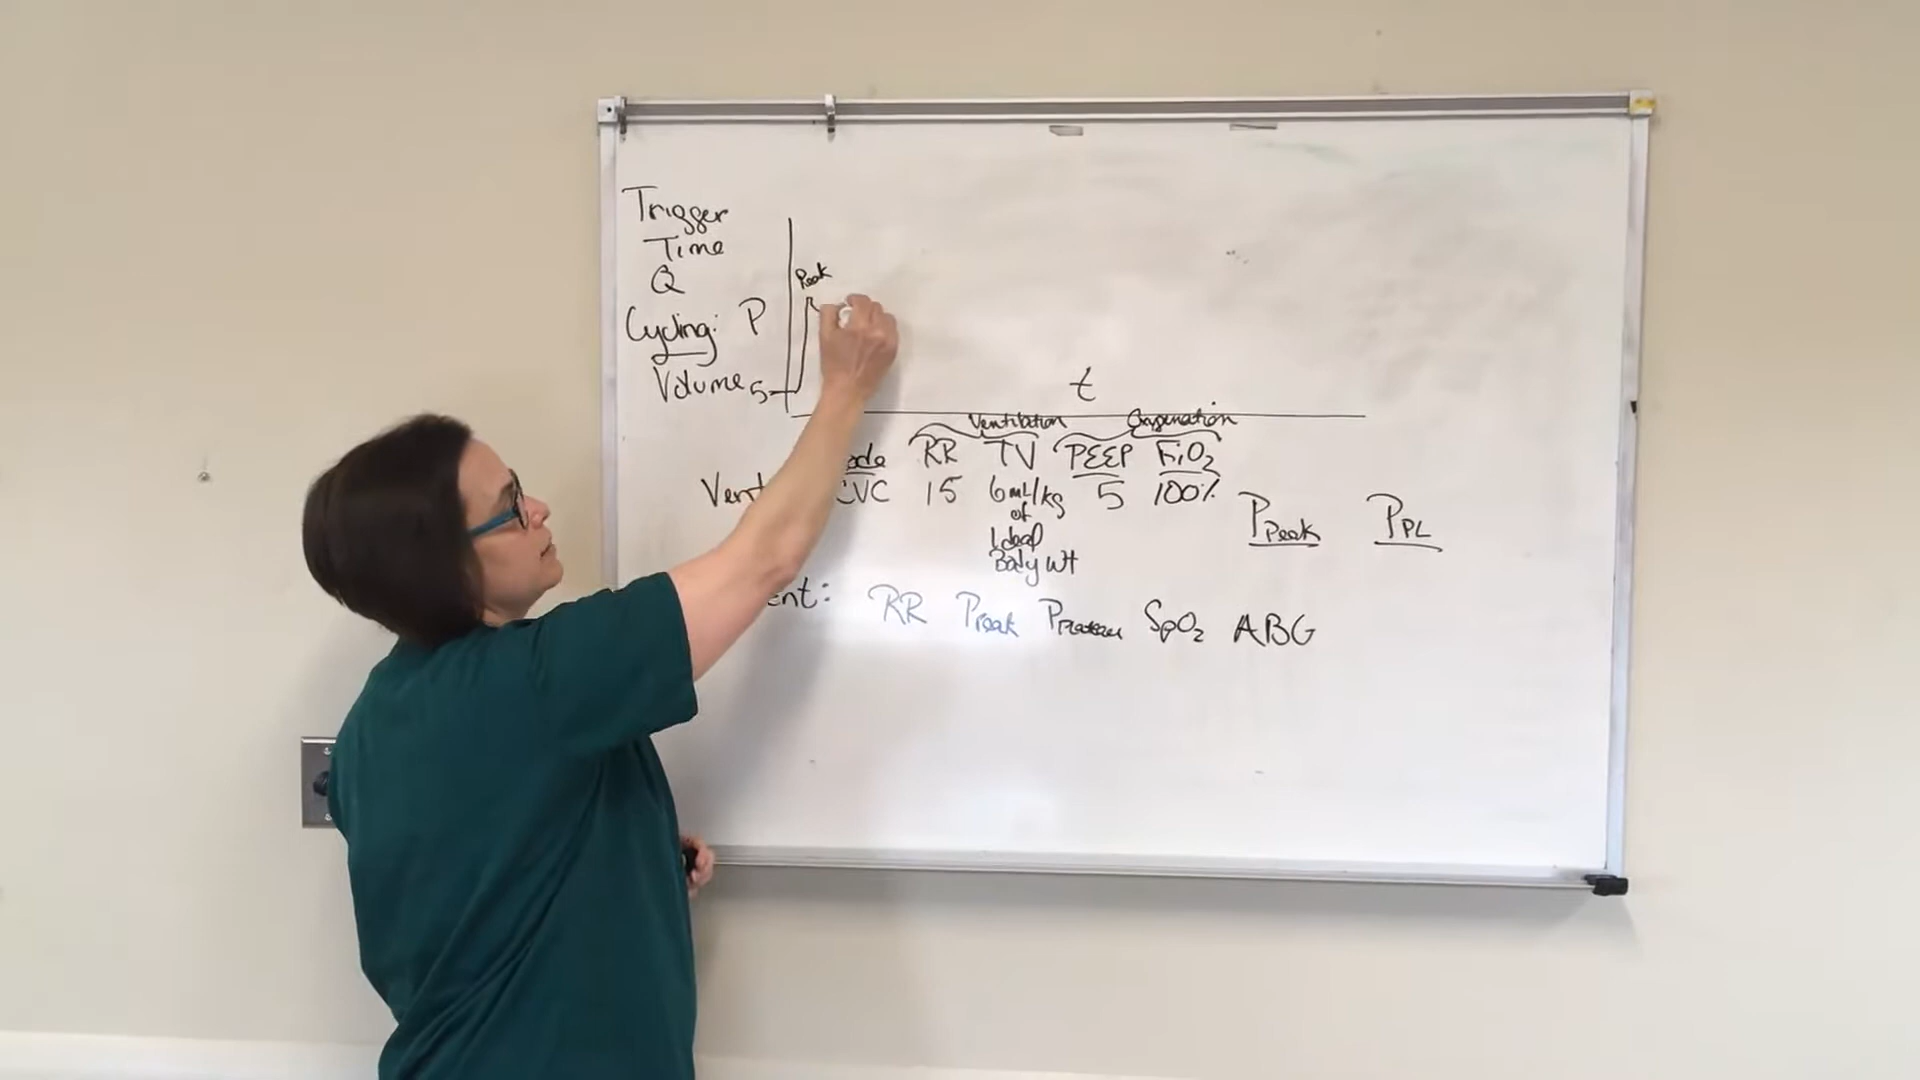 Trigger
Time
Q
Cycling: P
Volume 5
Peak
t
Ventilation Oxygenation
RR TV PEEP FiO2
Vent CVC 15 6mL/kg 5 100%
of
Ideal
Body Wt
PPeak PPL
RR PPeak PPlateau SpO2 ABG